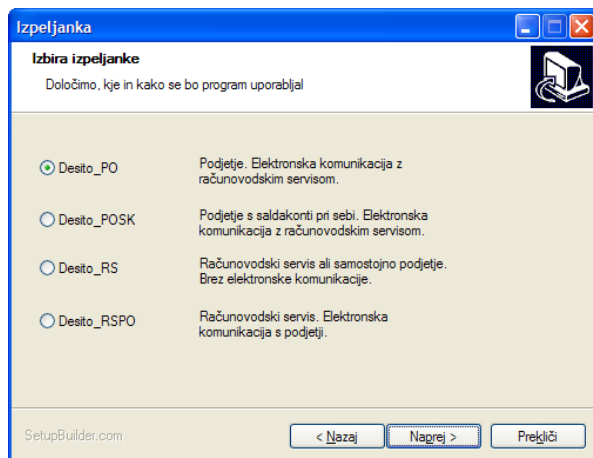 Izpeljanka
Izbira izpeljanke
Določimo, kje in kako se bo program uporabljal
Desito_PO
Podjetje. Elektronska komunikacija z
računovodskim servisom.
Desito_POSK
Podjetje s saldakonti pri sebi. Elektronska
komunikacija z računovodskim servisom.
Desito_RS
Računovodski servis ali samostojno podjetje.
Brez elektronske komunikacije.
Desito_RSPO
Računovodski servis. Elektronska
komunikacija s podjetji.
SetupBuilder.com
< Nazaj
Naprej >
Prekliči